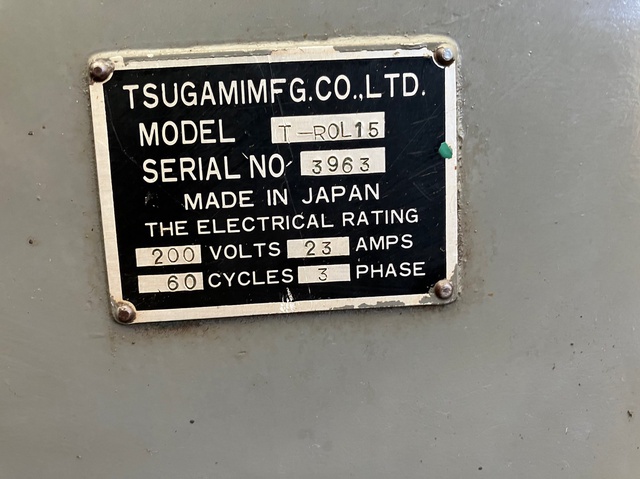 TSUGAMIMFG.CO.,LTD.
MODEL T-ROL15
SERIAL NO 3963
MADE IN JAPAN
THE ELECTRICAL RATING
200 VOLTS 23 AMPS
60 CYCLES 3 PHASE